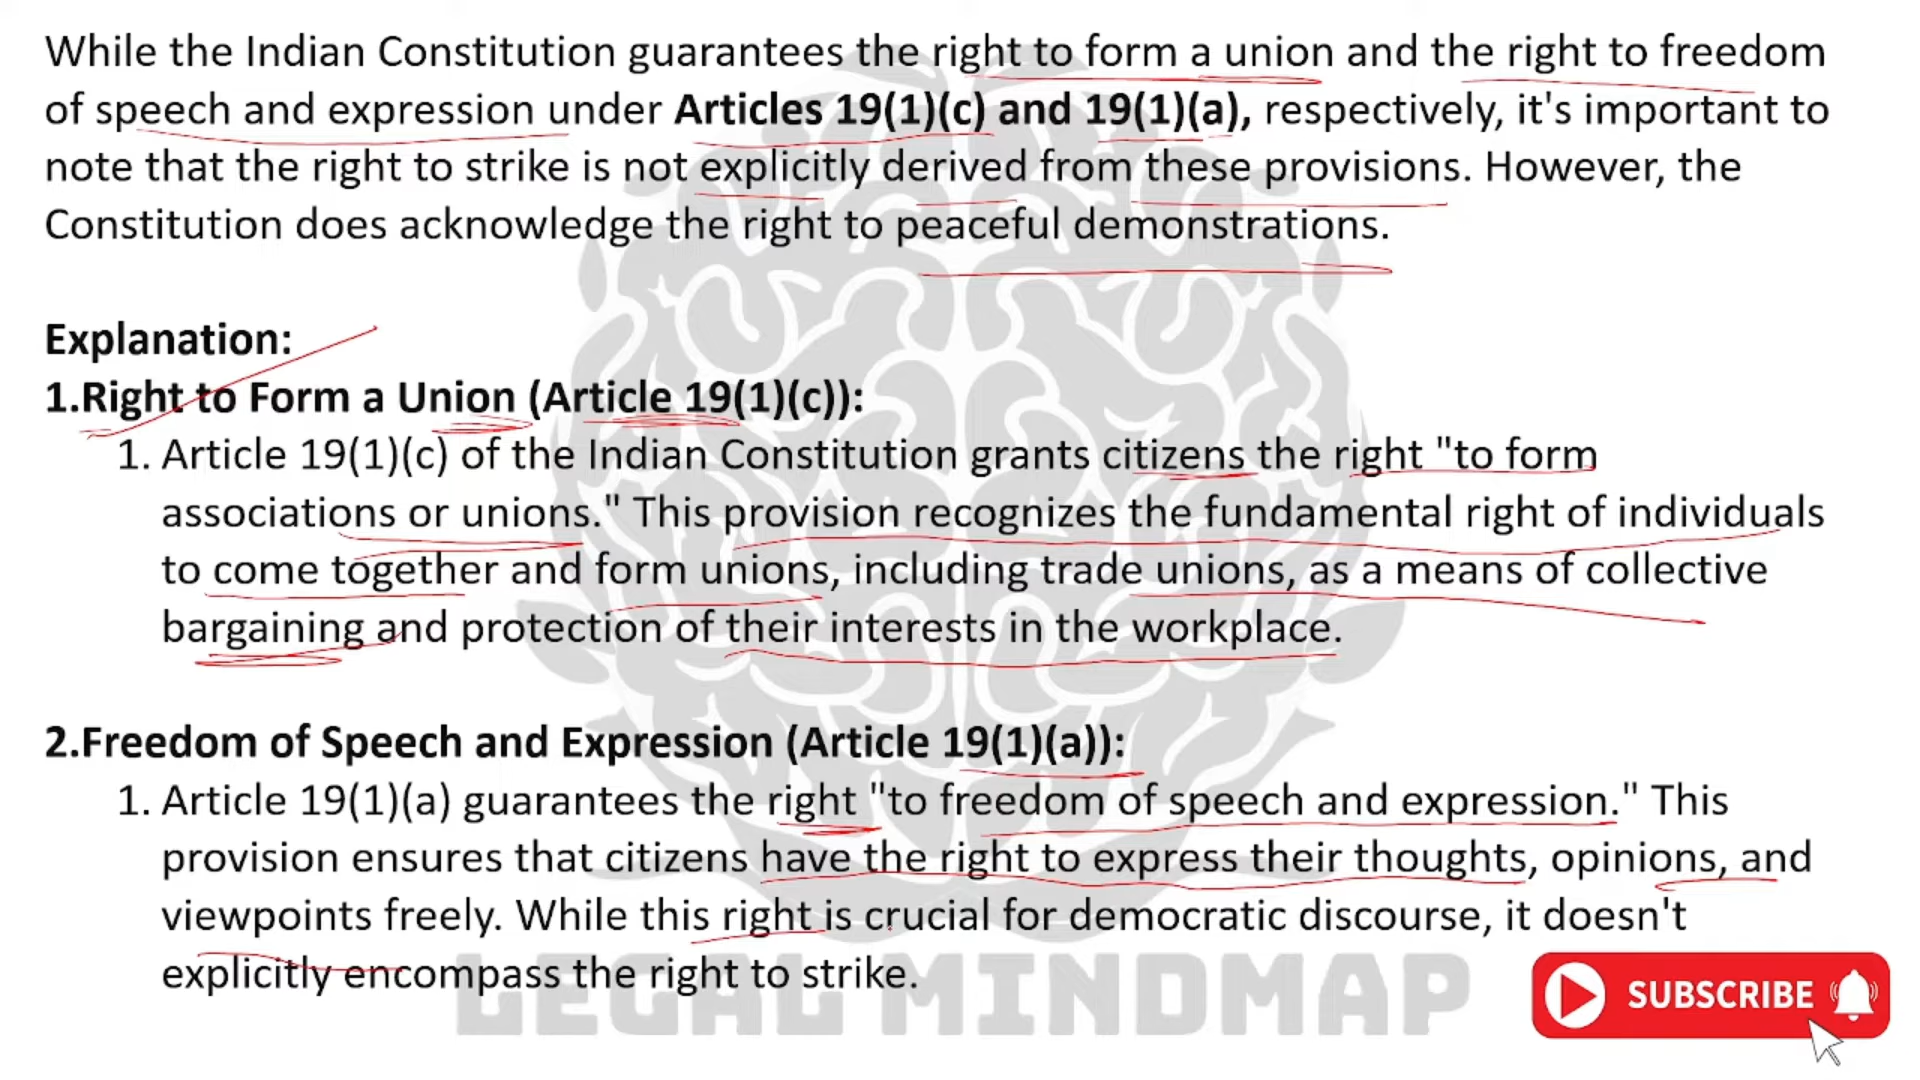 While the Indian Constitution guarantees the right to form a union and the right to freedom
of speech and expression under Articles 19(1)(c) and 19(1)(a), respectively, it's important to
note that the right to strike is not explicitly derived from these provisions. However, the
Constitution does acknowledge the right to peaceful demonstrations.
Explanation:
1.Right to Form a Union (Article 19(1)(c)):
1. Article 19(1)(c) of the Indian Constitution grants citizens the right "to form
associations or unions." This provision recognizes the fundamental right of individuals
to come together and form unions, including trade unions, as a means of collective
bargaining and protection of their interests in the workplace.
2.Freedom of Speech and Expression (Article 19(1)(a)):
1. Article 19(1)(a) guarantees the right "to freedom of speech and expression." This
provision ensures that citizens have the right to express their thoughts, opinions, and
viewpoints freely. While this right is crucial for democratic discourse, it doesn't
explicitly encompass the right to strike.
LEGAL MINDMAP
SUBSCRIBE